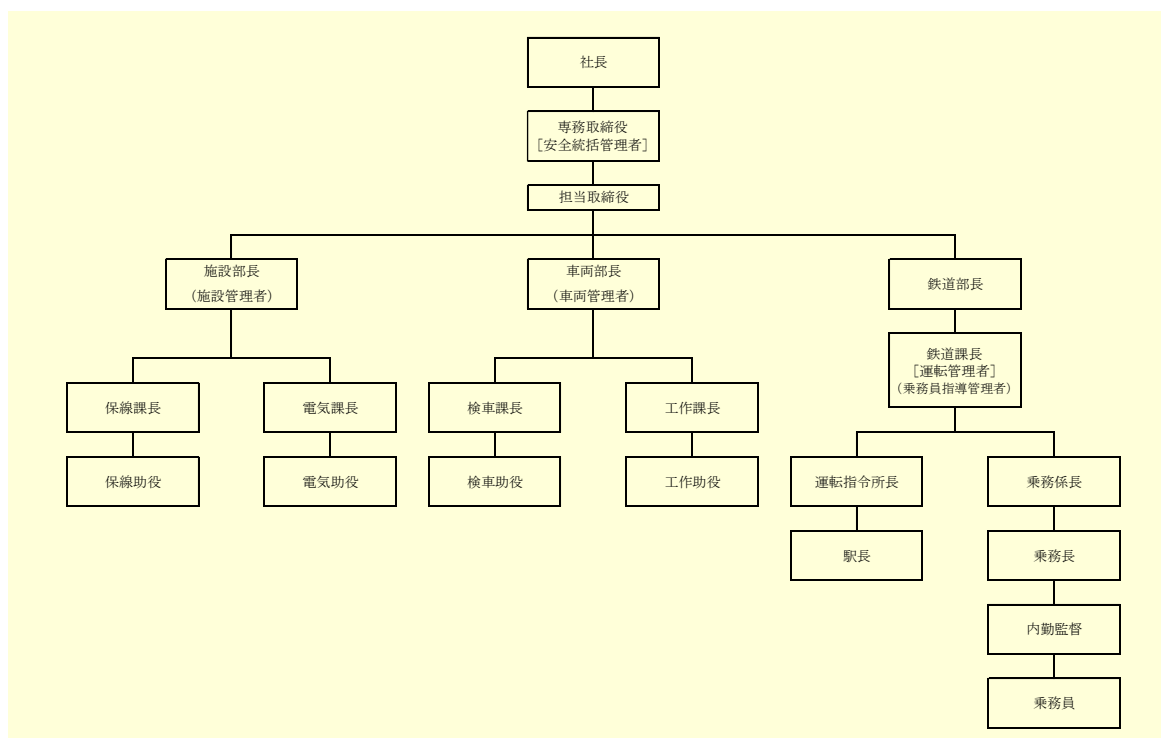 社長
専務取締役
［安全統括管理者］
担当取締役
施設部長
（施設管理者）
車両部長
（車両管理者）
鉄道部長
鉄道課長
［運転管理者］
（乗務員指導管理者）
保線課長
電気課長
検車課長
工作課長
保線助役
電気助役
検車助役
工作助役
運転指令所長
乗務係長
駅長
乗務長
内勤監督
乗務員